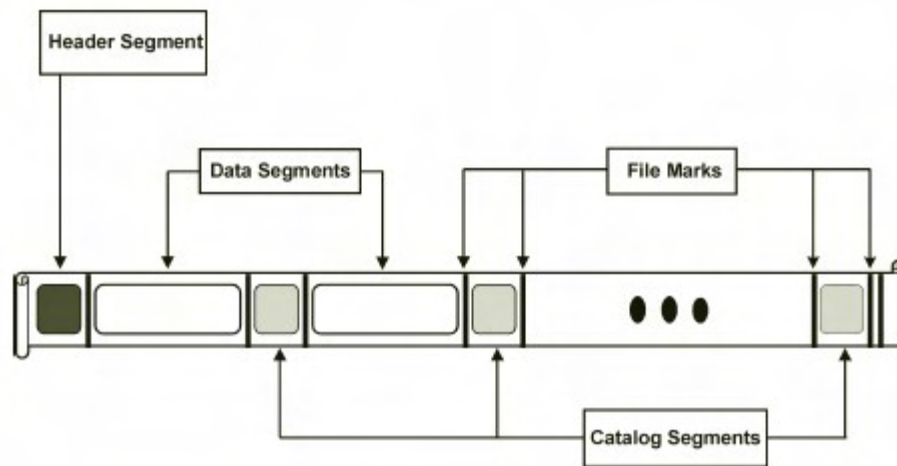 Header Segment
Data Segments
File Marks
Catalog Segments